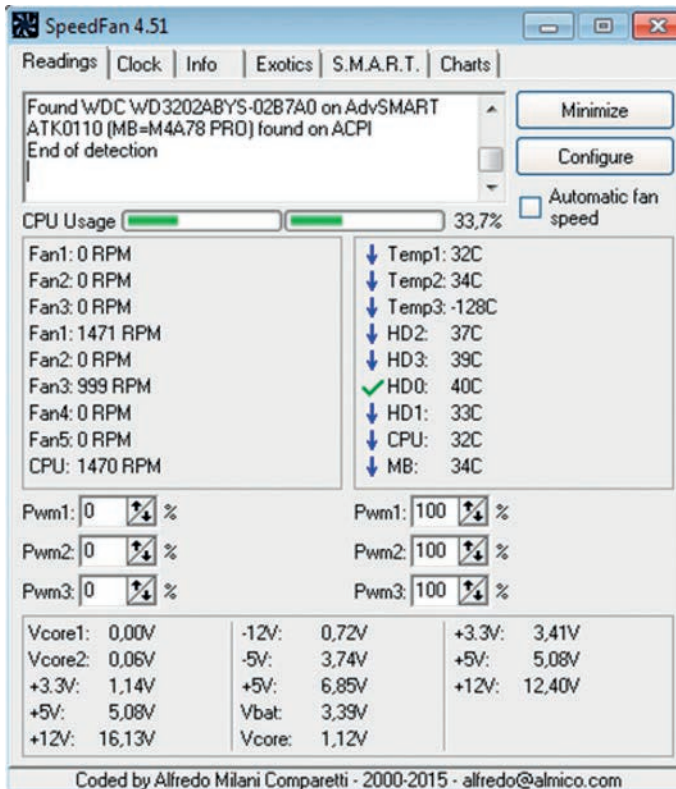 SpeedFan 4.51
Readings Clock Info Exotics S.M.A.R.T. Charts
Found WDC WD3202ABYS-02B7A0 on AdvSMART
ATK0110 (MB=M4A78 PRO) found on ACPI
End of detection
Minimize
Configure
Automatic fan
speed
CPU Usage 33,7%
Fan1: 0 RPM
Fan2: 0 RPM
Fan3: 0 RPM
Fan1: 1471 RPM
Fan2: 0 RPM
Fan3: 999 RPM
Fan4: 0 RPM
Fan5: 0 RPM
CPU: 1470 RPM
Temp1: 32C
Temp2: 34C
Temp3: -128C
HD2: 37C
HD3: 39C
HD0: 40C
HD1: 33C
CPU: 32C
MB: 34C
Pwm1: 0 %
Pwm2: 0 %
Pwm3: 0 %
Pwm1: 100 %
Pwm2: 100 %
Pwm3: 100 %
Vcore1: 0,00V
Vcore2: 0,06V
+3.3V: 1,14V
+5V: 5,08V
+12V: 16,13V
-12V: 0,72V
-5V: 3,74V
+5V: 6,85V
Vbat: 3,39V
Vcore: 1,12V
+3.3V: 3,41V
+5V: 5,08V
+12V: 12,40V
Coded by Alfredo Milani Comparetti - 2000-2015 - alfredo@almico.com